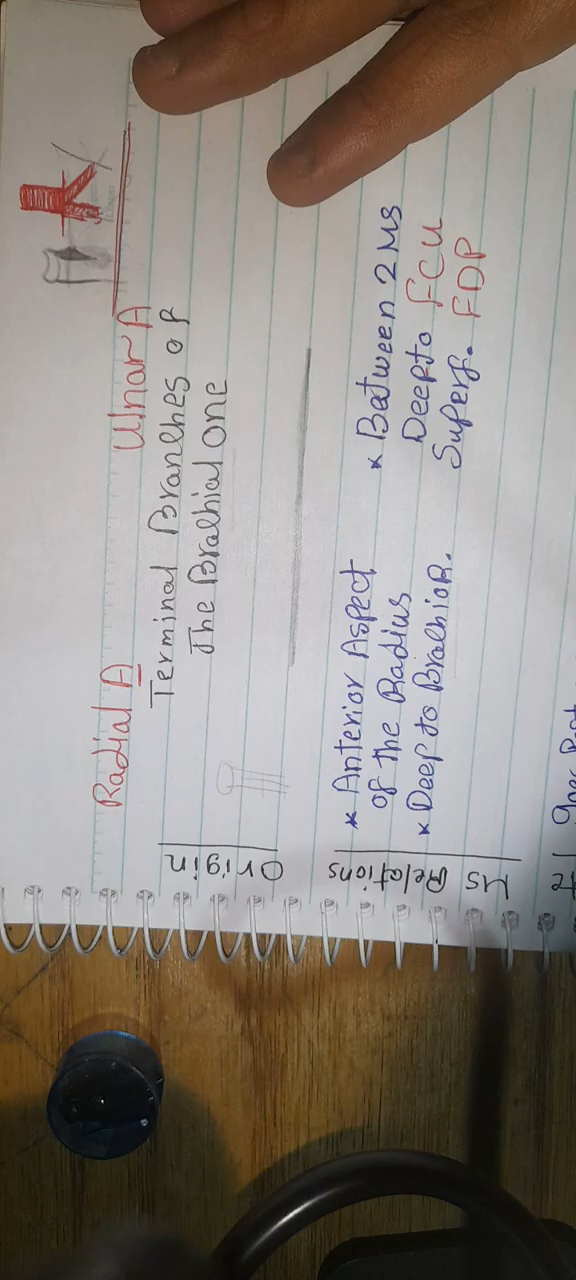 Radial A
Ulnar A
Origin
Terminal Branches of
The Brachial one
Ms Relations
* Anterior Aspect
of the Radius
* Deep to Brachior.
* Between 2 Ms
Deep to FCU
Superf. FDP